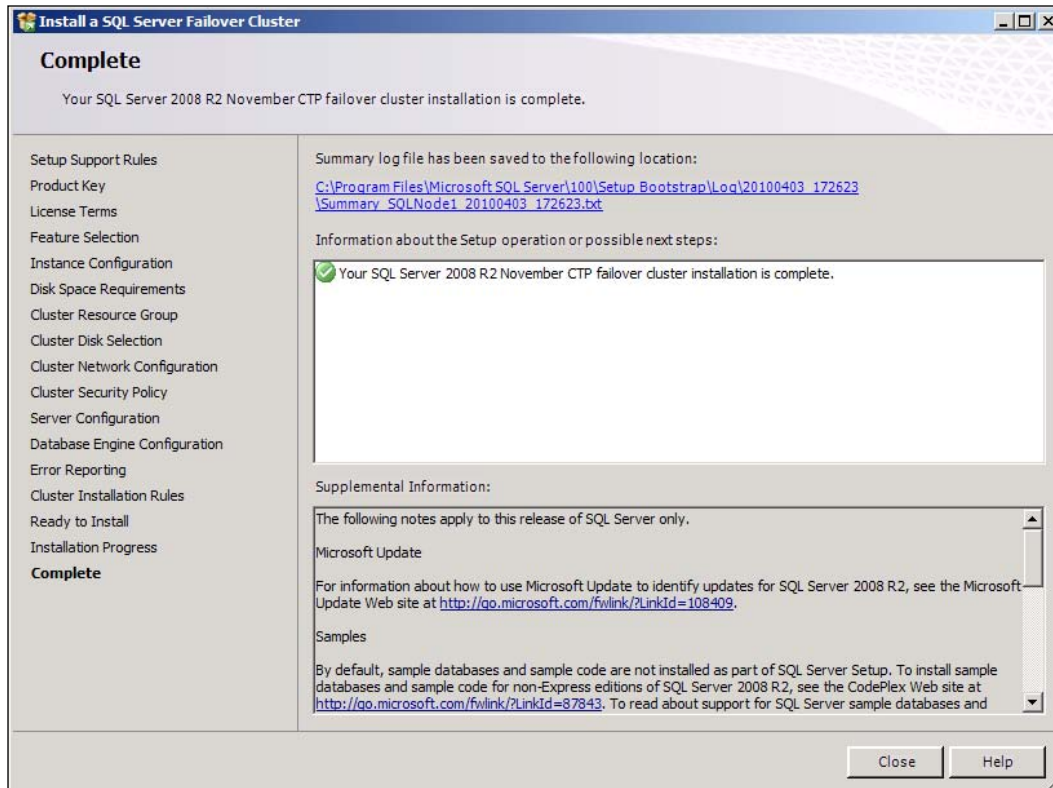 Install a SQL Server Failover Cluster
Complete
Your SQL Server 2008 R2 November CTP failover cluster installation is complete.
Setup Support Rules
Product Key
License Terms
Feature Selection
Instance Configuration
Disk Space Requirements
Cluster Resource Group
Cluster Disk Selection
Cluster Network Configuration
Cluster Security Policy
Server Configuration
Database Engine Configuration
Error Reporting
Cluster Installation Rules
Ready to Install
Installation Progress
Complete
Summary log file has been saved to the following location:
C:\Program Files\Microsoft SQL Server\100\Setup Bootstrap\Log\20100403_172623
\Summary_SQLNode1_20100403_172623.txt
Information about the Setup operation or possible next steps:
Your SQL Server 2008 R2 November CTP failover cluster installation is complete.
Supplemental Information:
The following notes apply to this release of SQL Server only.
Microsoft Update
For information about how to use Microsoft Update to identify updates for SQL Server 2008 R2, see the Microsoft
Update Web site at http://go.microsoft.com/fwlink/?LinkId=108409.
Samples
By default, sample databases and sample code are not installed as part of SQL Server Setup. To install sample
databases and sample code for non-Express editions of SQL Server 2008 R2, see the CodePlex Web site at
http://go.microsoft.com/fwlink/?LinkId=87843. To read about support for SQL Server sample databases and
Close
Help